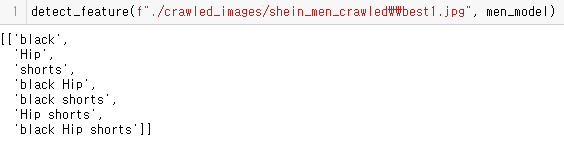 1 detect_feature(f"./crawled_images/shein_men_crawled₩₩best1.jpg", men_model)
[['black',
'Hip',
'shorts',
'black Hip',
'black shorts',
'Hip shorts',
'black Hip shorts']]